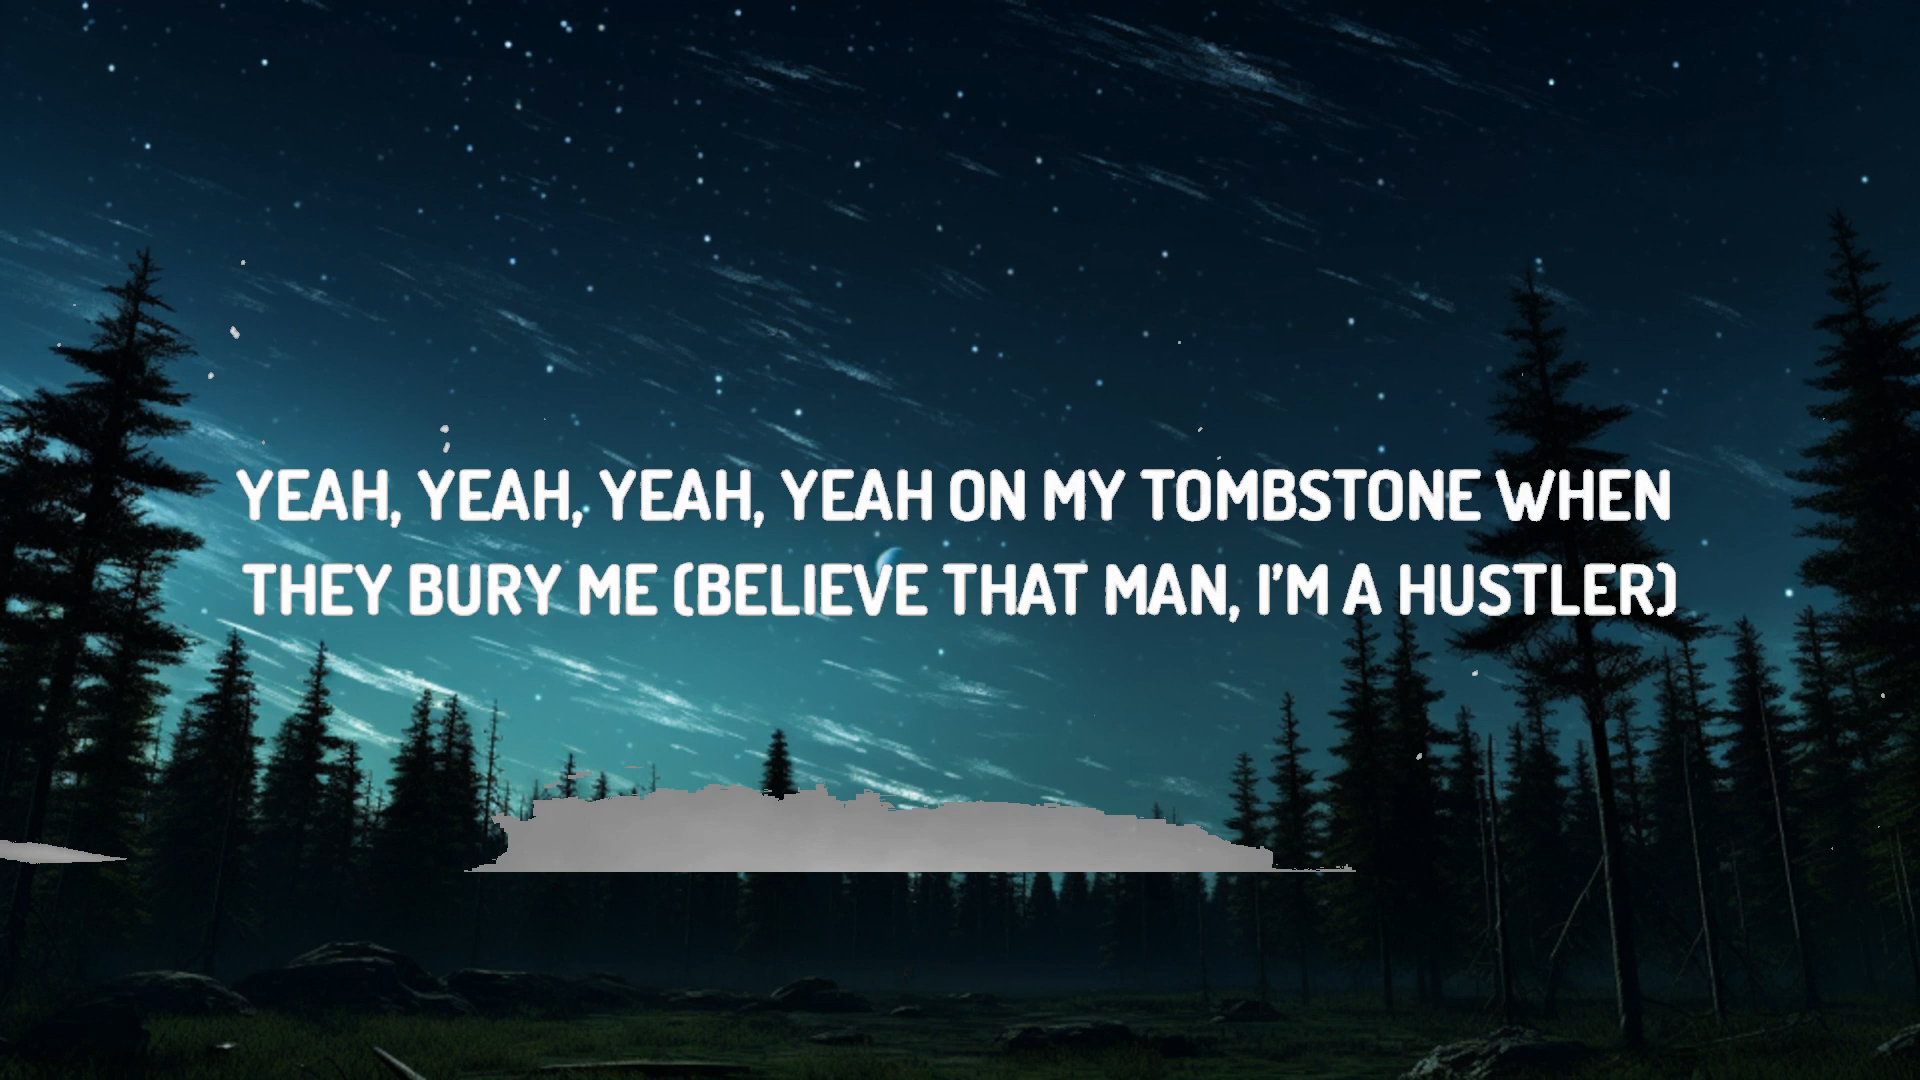 YEAH, YEAH, YEAH, YEAH ON MY TOMBSTONE WHEN
THEY BURY ME (BELIEVE THAT MAN, I'M A HUSTLER)